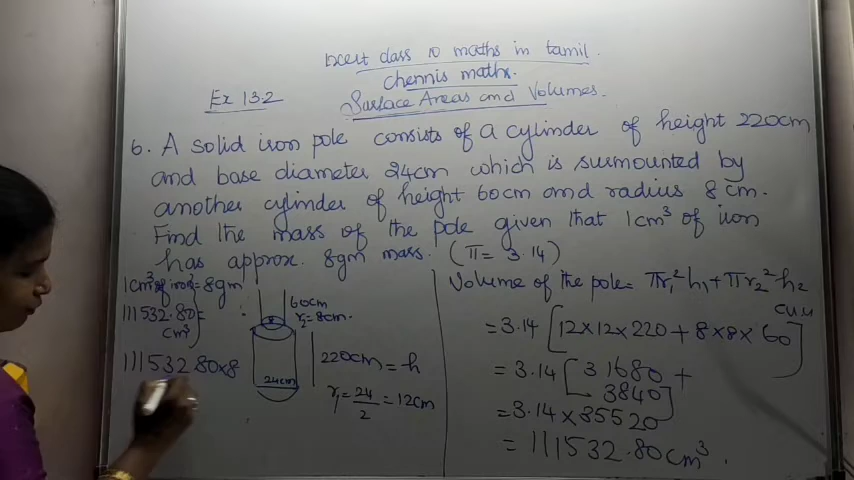 Ncert class 10 maths in tamil.
chennis maths.
Ex 13.2
Surface Areas and Volumes.
6. A solid iron pole consists of a cylinder of height 220cm
and base diameter 24cm which is surmounted by
another cylinder of height 60cm and radius 8cm.
Find the mass of the pole given that 1cm³ of iron
has approx. 8gm mass. (π = 3.14)
1cm³ of iron = 8gm
111532.80 =
cm³
111532.80×8
60cm
r₂ = 8cm.
220cm = h
24cm
r₁ = 24/2 = 12cm
Volume of the pole = πr₁²h₁ + πr₂²h₂
cu.u
= 3.14 [12×12×220 + 8×8×60]
= 3.14 [31680 +
3840]
= 3.14 × 35520
= 111532.80cm³.